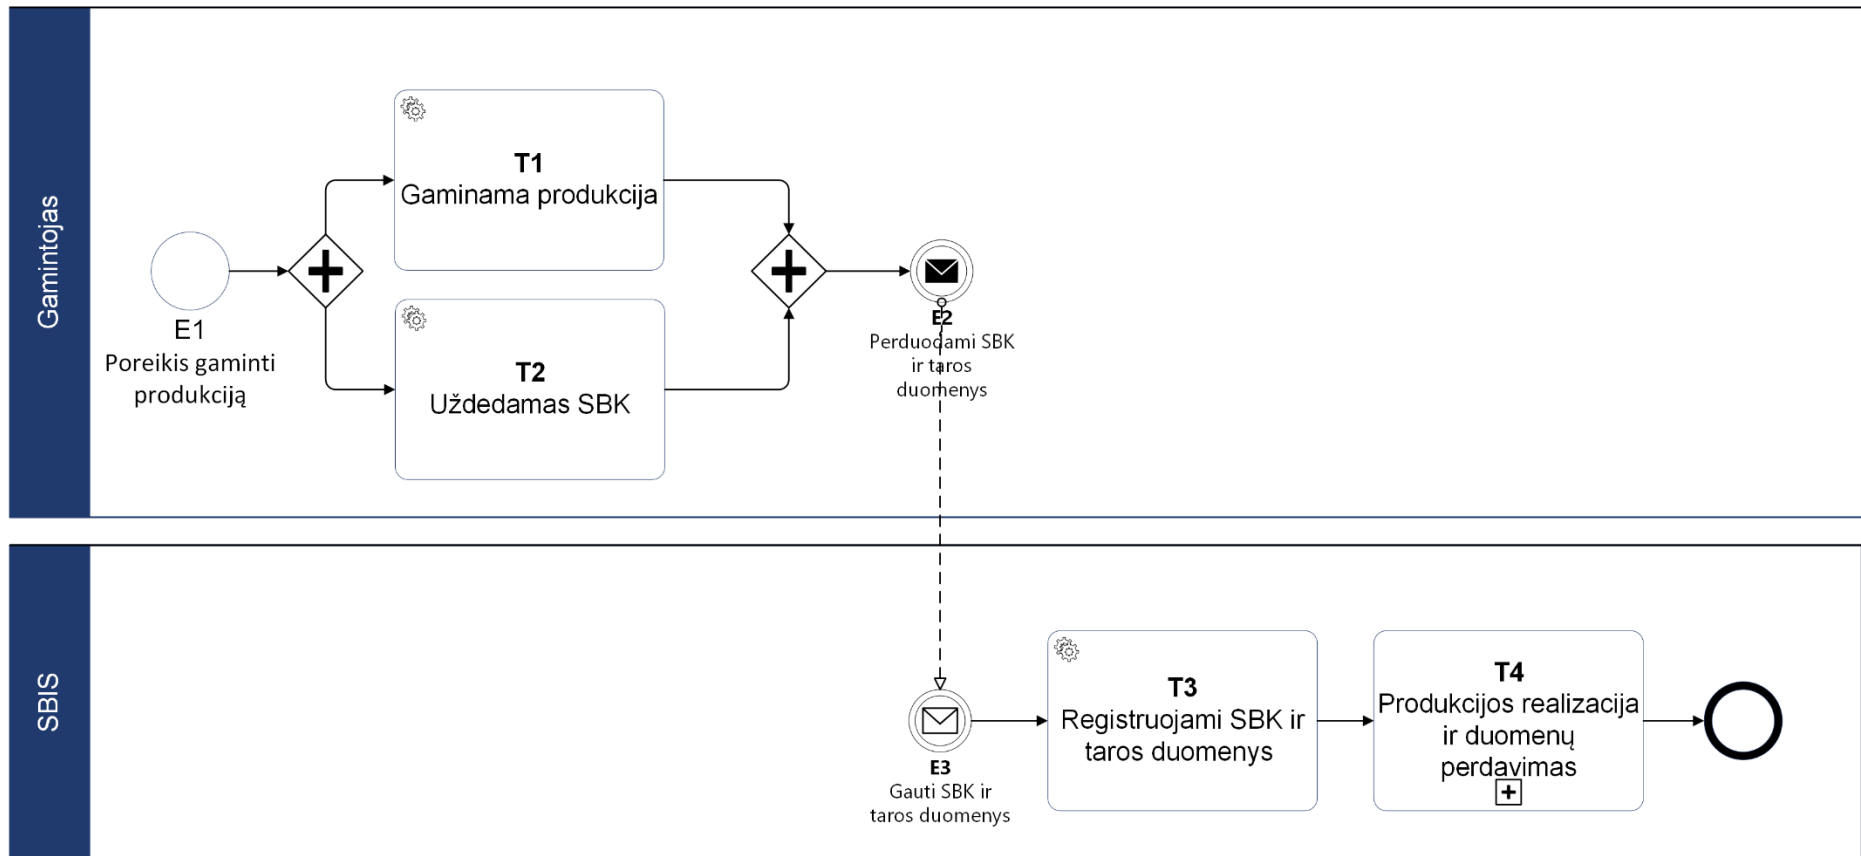 Gamintojas
T1
Gaminama produkcija
E1
Poreikis gaminti
produkciją
T2
Uždedamas SBK
E2
Perduodami SBK
ir taros
duomenys
SBIS
E3
Gauti SBK ir
taros duomenys
T3
Registruojami SBK ir
taros duomenys
T4
Produkcijos realizacija
ir duomenų
perdavimas